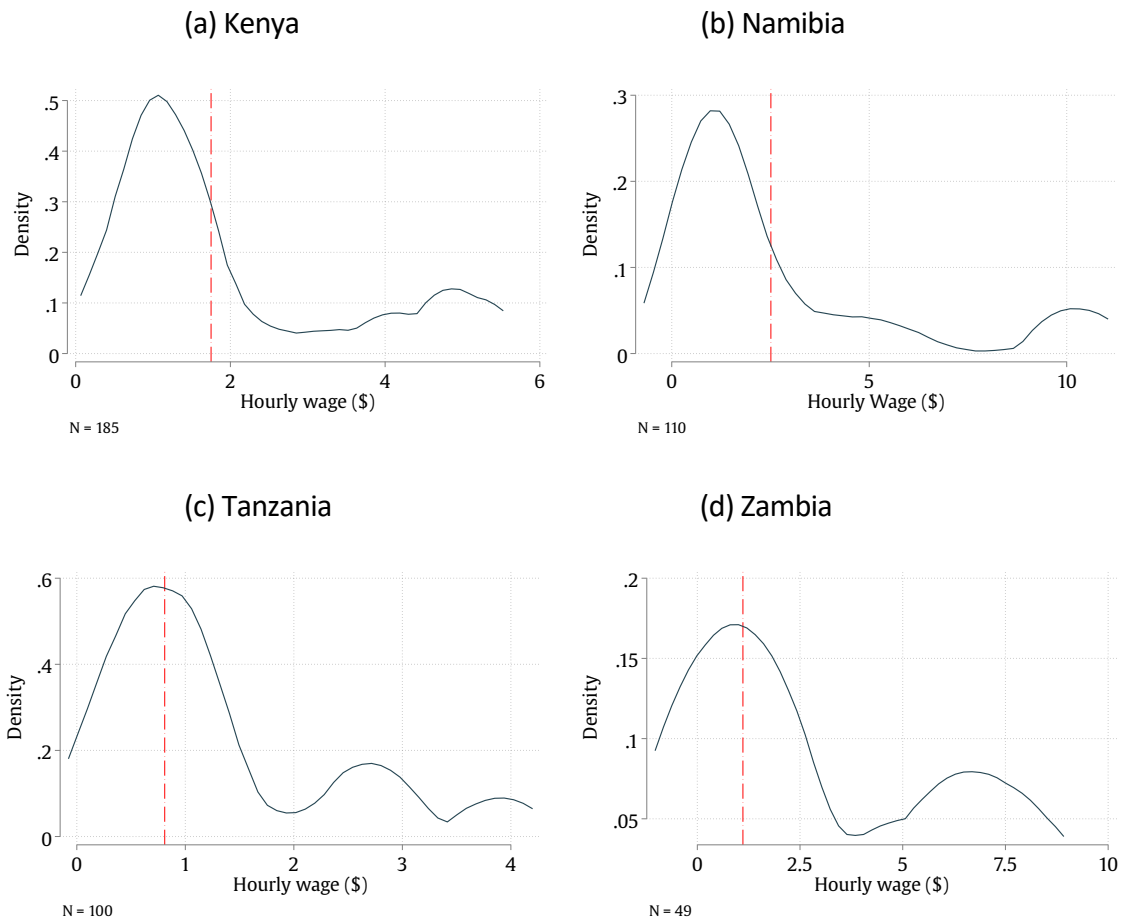 (a) Kenya
.5
.4
.3
.2
.1
0
Density
0 2 4 6
Hourly wage ($)
N = 185
(b) Namibia
.3
.2
.1
0
Density
0 5 10
Hourly Wage ($)
N = 110
(c) Tanzania
.6
.4
.2
0
Density
0 1 2 3 4
Hourly wage ($)
N = 100
(d) Zambia
.2
.15
.1
.05
Density
0 2.5 5 7.5 10
Hourly wage ($)
N = 49